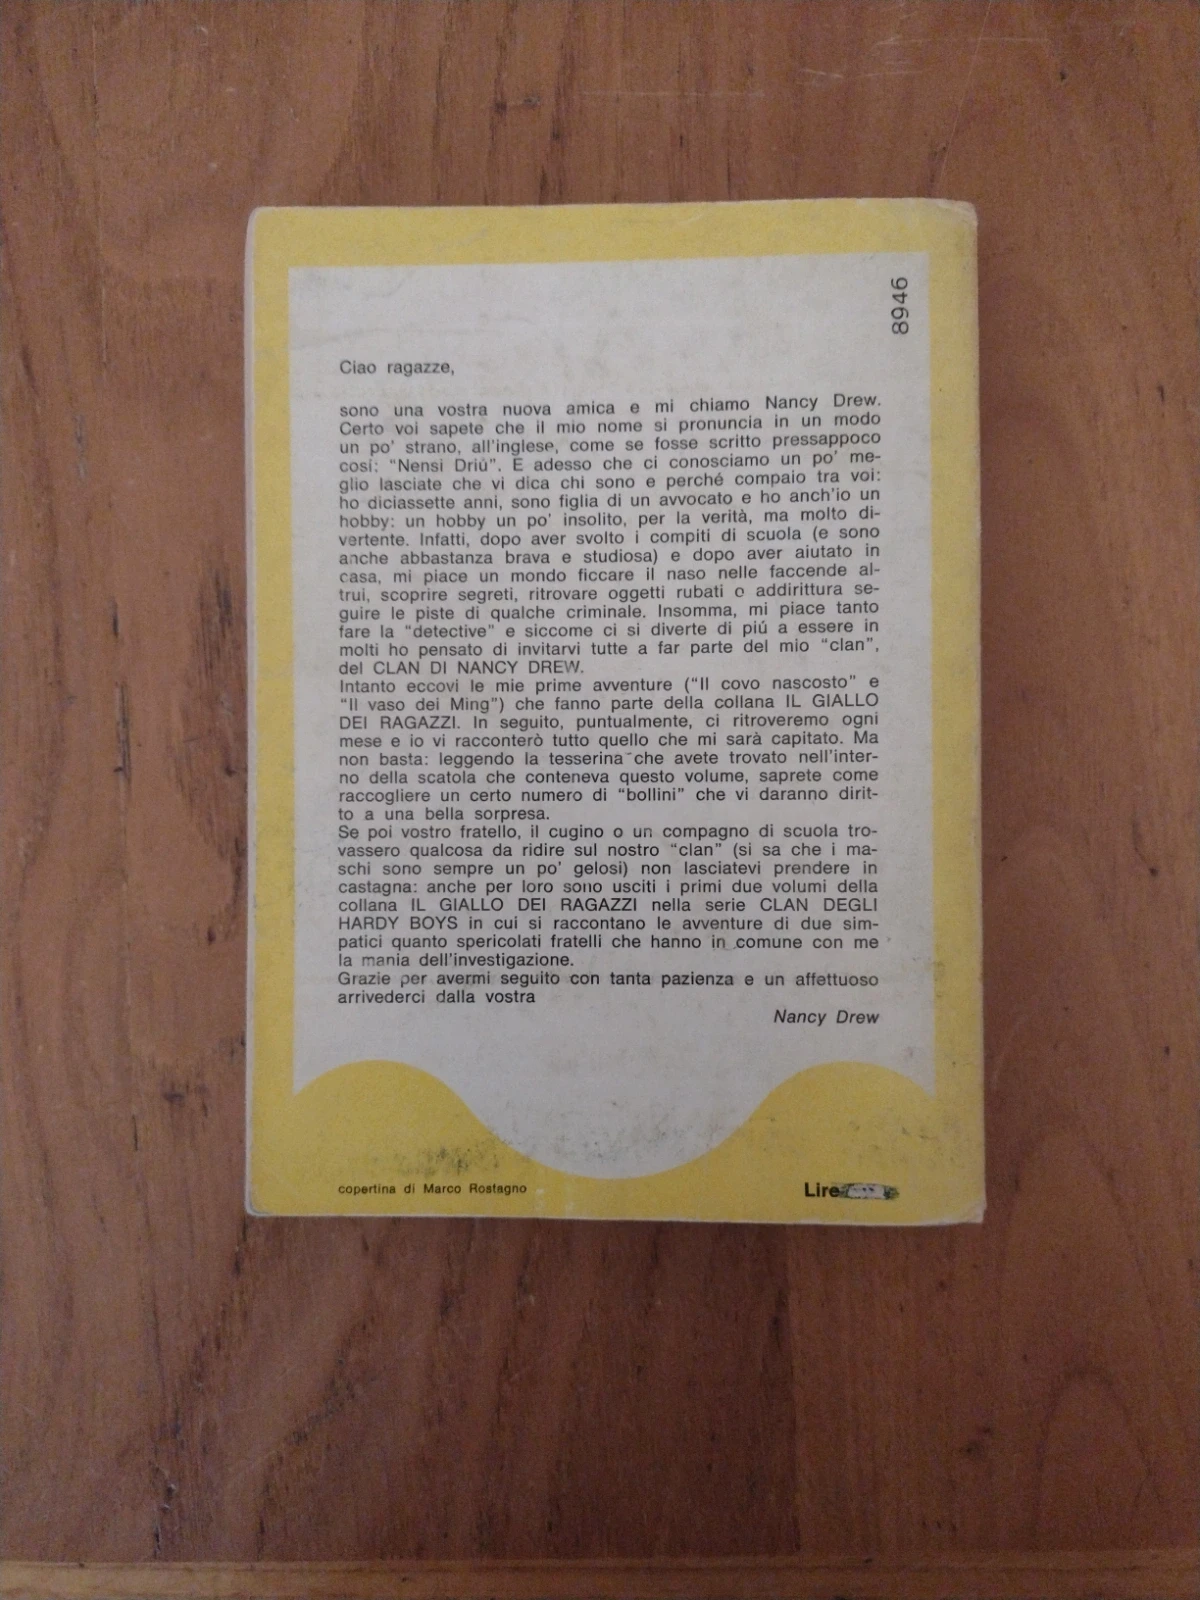 8946
Ciao ragazze,
sono una vostra nuova amica e mi chiamo Nancy Drew.
Certo voi sapete che il mio nome si pronuncia in un modo
un po' strano, all'inglese, come se fosse scritto pressappoco
cosí: "Nensi Driú". E adesso che ci conosciamo un po' me-
glio lasciate che vi dica chi sono e perché compaio tra voi:
ho diciassette anni, sono figlia di un avvocato e ho anch'io un
hobby: un hobby un po' insolito, per la verità, ma molto di-
vertente. Infatti, dopo aver svolto i compiti di scuola (e sono
anche abbastanza brava e studiosa) e dopo aver aiutato in
casa, mi piace un mondo ficcare il naso nelle faccende al-
trui, scoprire segreti, ritrovare oggetti rubati o addirittura se-
guire le piste di qualche criminale. Insomma, mi piace tanto
fare la "detective" e siccome ci si diverte di piú a essere in
molti ho pensato di invitarvi tutte a far parte del mio "clan",
del CLAN DI NANCY DREW.
Intanto eccovi le mie prime avventure ("Il covo nascosto" e
"Il vaso dei Ming") che fanno parte della collana IL GIALLO
DEI RAGAZZI. In seguito, puntualmente, ci ritroveremo ogni
mese e io vi racconterò tutto quello che mi sarà capitato. Ma
non basta: leggendo la tesserina che avete trovato nell'inter-
no della scatola che conteneva questo volume, saprete come
raccogliere un certo numero di "bollini" che vi daranno dirit-
to a una bella sorpresa.
Se poi vostro fratello, il cugino o un compagno di scuola tro-
vassero qualcosa da ridire sul nostro "clan" (si sa che i ma-
schi sono sempre un po' gelosi) non lasciatevi prendere in
castagna: anche per loro sono usciti i primi due volumi della
collana IL GIALLO DEI RAGAZZI nella serie CLAN DEGLI
HARDY BOYS in cui si raccontano le avventure di due sim-
patici quanto spericolati fratelli che hanno in comune con me
la mania dell'investigazione.
Grazie per avermi seguito con tanta pazienza e un affettuoso
arrivederci dalla vostra
Nancy Drew
copertina di Marco Rostagno
Lire